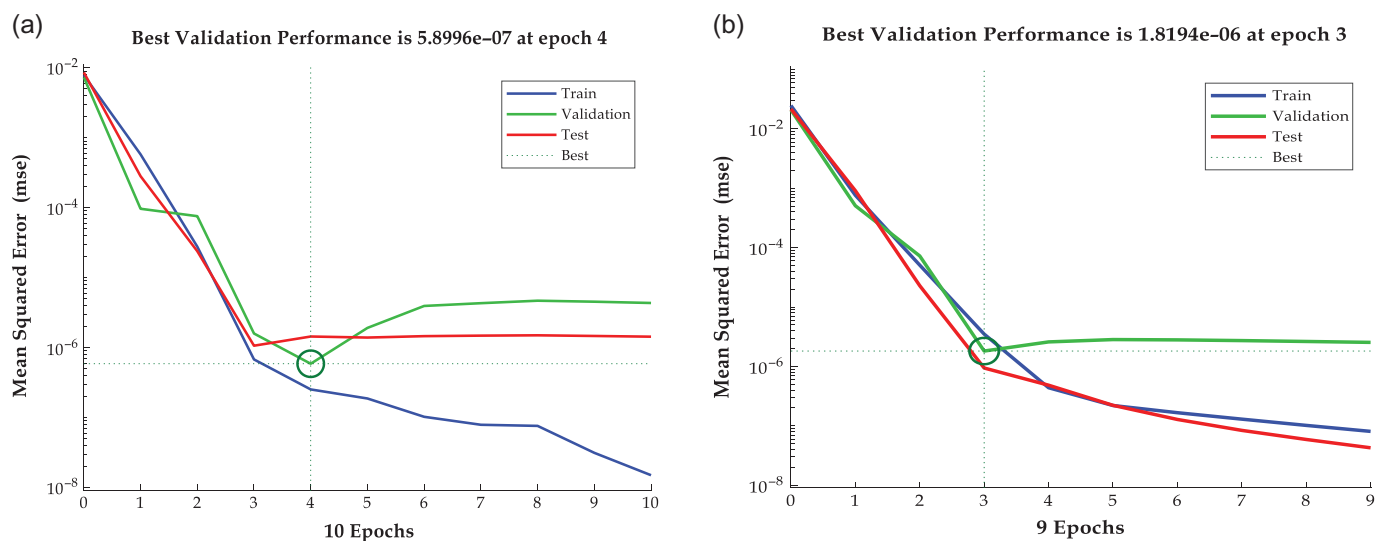 (a)
Best Validation Performance is 5.8996e–07 at epoch 4
Mean Squared Error (mse)
10⁻²
10⁻⁴
10⁻⁶
10⁻⁸
Train
Validation
Test
Best
0 1 2 3 4 5 6 7 8 9 10
10 Epochs
(b)
Best Validation Performance is 1.8194e–06 at epoch 3
Mean Squared Error (mse)
10⁻²
10⁻⁴
10⁻⁶
10⁻⁸
Train
Validation
Test
Best
0 1 2 3 4 5 6 7 8 9
9 Epochs